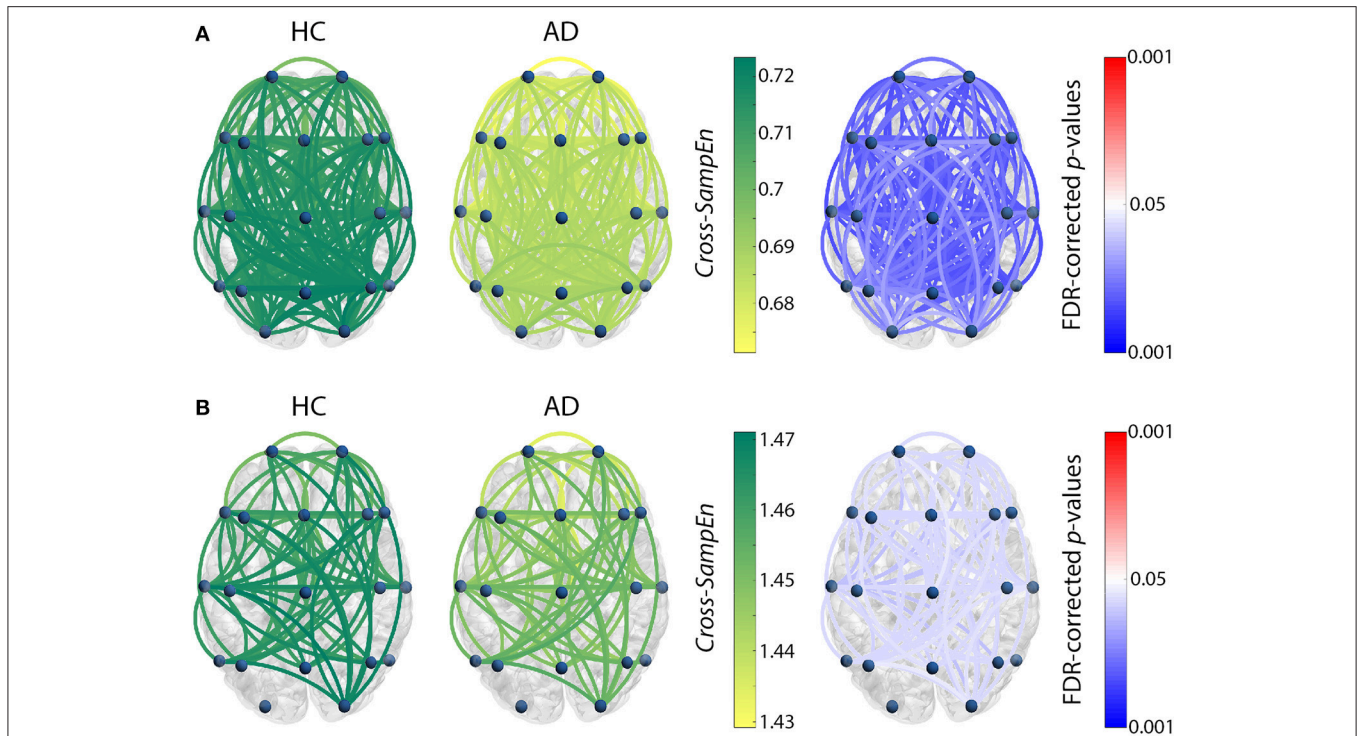 A
HC
AD
0.72
0.71
0.7
0.69
0.68
Cross-SampEn
0.001
0.05
0.001
FDR-corrected p-values
B
HC
AD
1.47
1.46
1.45
1.44
1.43
Cross-SampEn
0.001
0.05
0.001
FDR-corrected p-values